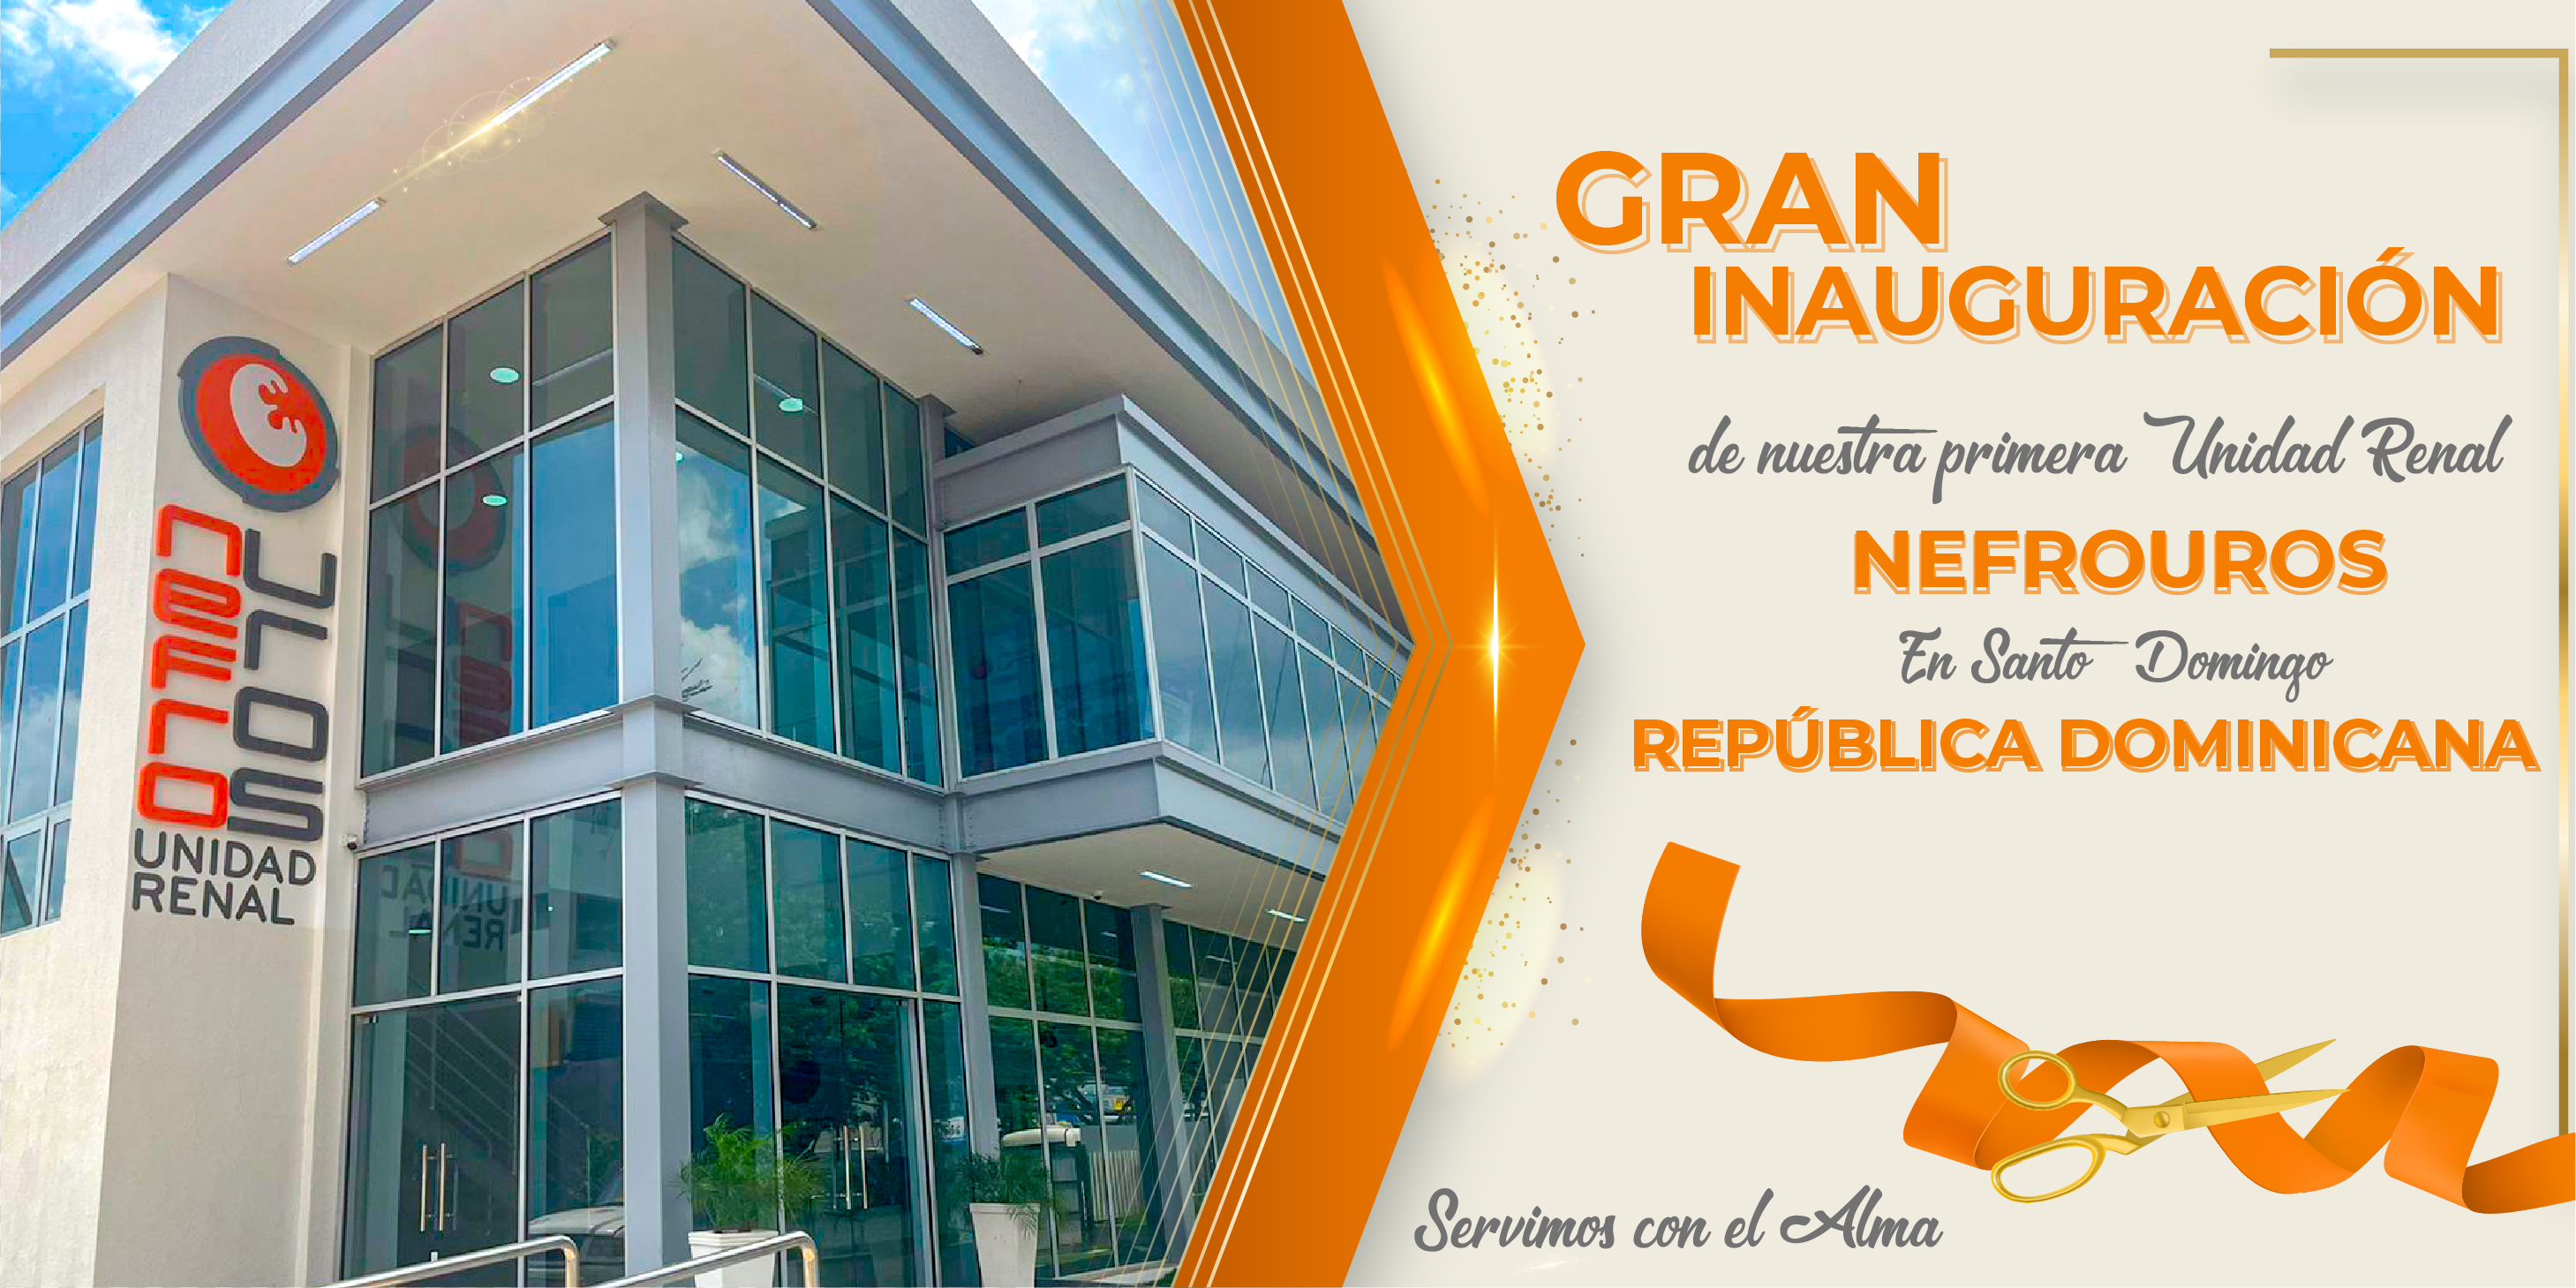 nefro
uros
UNIDAD
RENAL
GRAN
INAUGURACIÓN
de nuestra primera Unidad Renal
NEFROUROS
En Santo Domingo
REPÚBLICA DOMINICANA
Servimos con el Alma